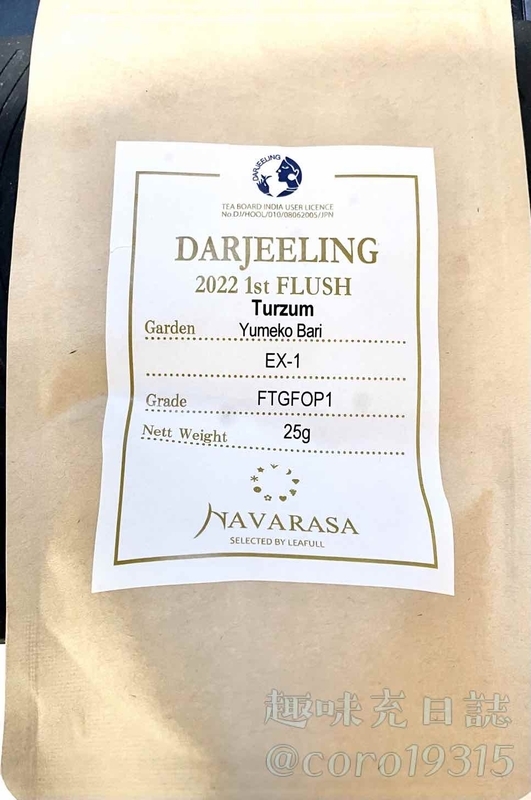 DARJEELING
TEA BOARD INDIA USER LICENCE
No.DJ/HOOL/010/08062005/JPN
DARJEELING
2022 1st FLUSH
Turzum
Garden Yumeko Bari
EX-1
Grade FTGFOP1
Nett Weight 25g
NAVARASA
SELECTED BY LEAFULL
趣味充日誌
@coro19315